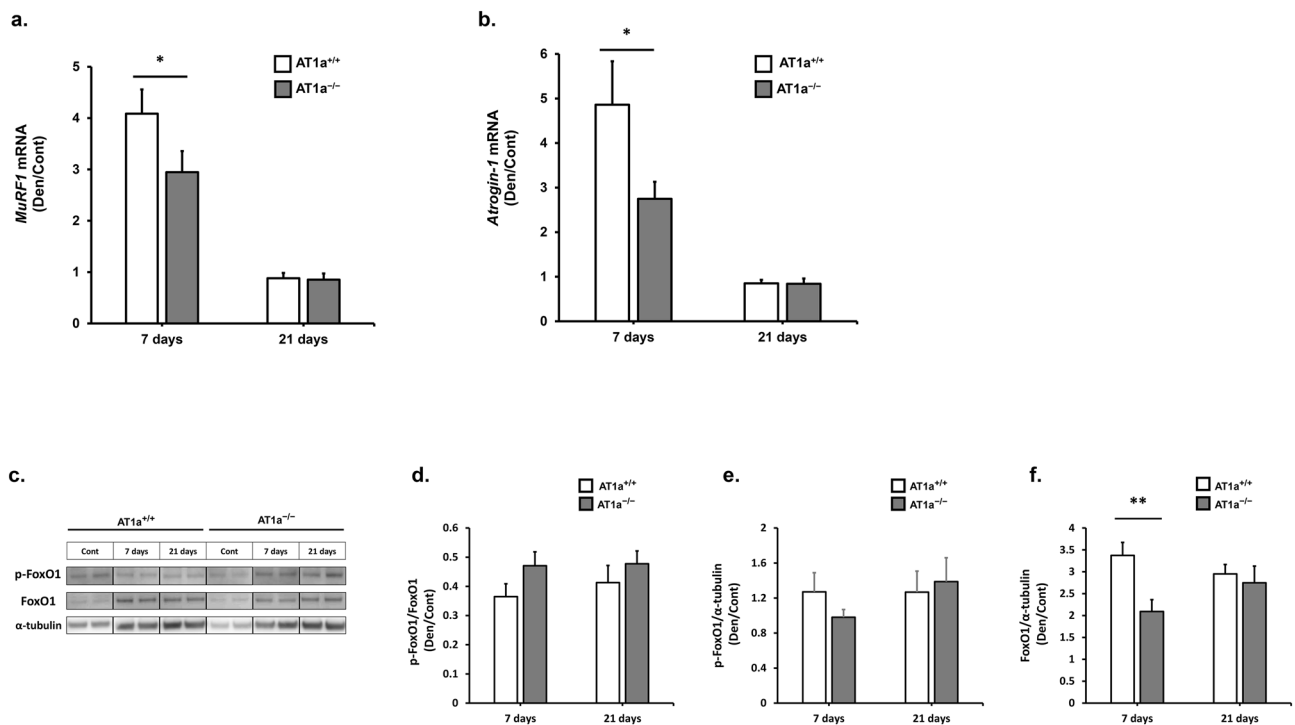 a.
*
AT1a+/+
AT1a−/−
MuRF1 mRNA
(Den/Cont)
5
4
3
2
1
0
7 days
21 days
b.
*
AT1a+/+
AT1a−/−
Atrogin-1 mRNA
(Den/Cont)
6
5
4
3
2
1
0
7 days
21 days
c.
AT1a+/+
AT1a−/−
Cont 7 days 21 days Cont 7 days 21 days
p-FoxO1
FoxO1
α-tubulin
d.
AT1a+/+
AT1a−/−
p-FoxO1/FoxO1
(Den/Cont)
0.6
0.5
0.4
0.3
0.2
0.1
0
7 days
21 days
e.
AT1a+/+
AT1a−/−
p-FoxO1/α-tubulin
(Den/Cont)
2
1.6
1.2
0.8
0.4
0
7 days
21 days
f.
AT1a+/+
AT1a−/−
**
FoxO1/α-tubulin
(Den/Cont)
4
3.5
3
2.5
2
1.5
1
0.5
0
7 days
21 days